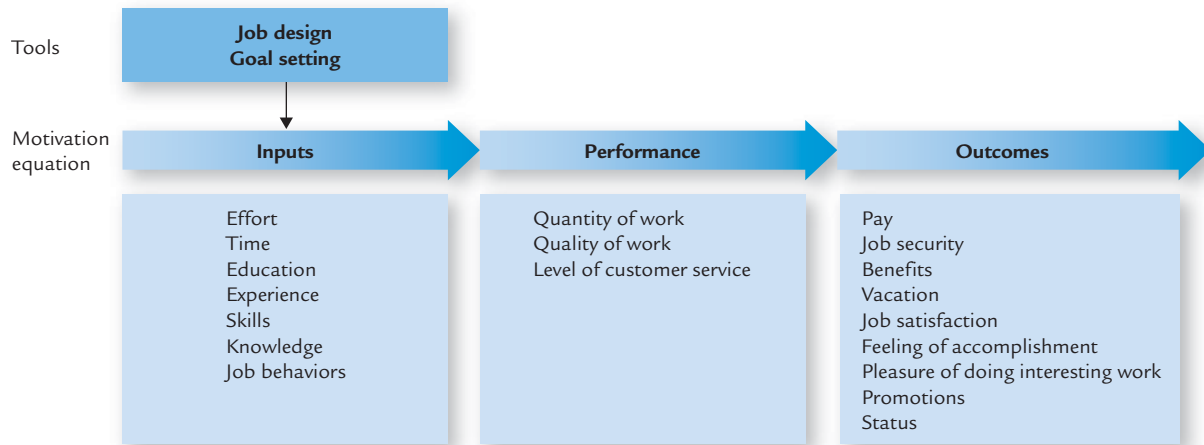 Tools
Job design
Goal setting
Motivation
equation
Inputs
Performance
Outcomes
Effort
Time
Education
Experience
Skills
Knowledge
Job behaviors
Quantity of work
Quality of work
Level of customer service
Pay
Job security
Benefits
Vacation
Job satisfaction
Feeling of accomplishment
Pleasure of doing interesting work
Promotions
Status